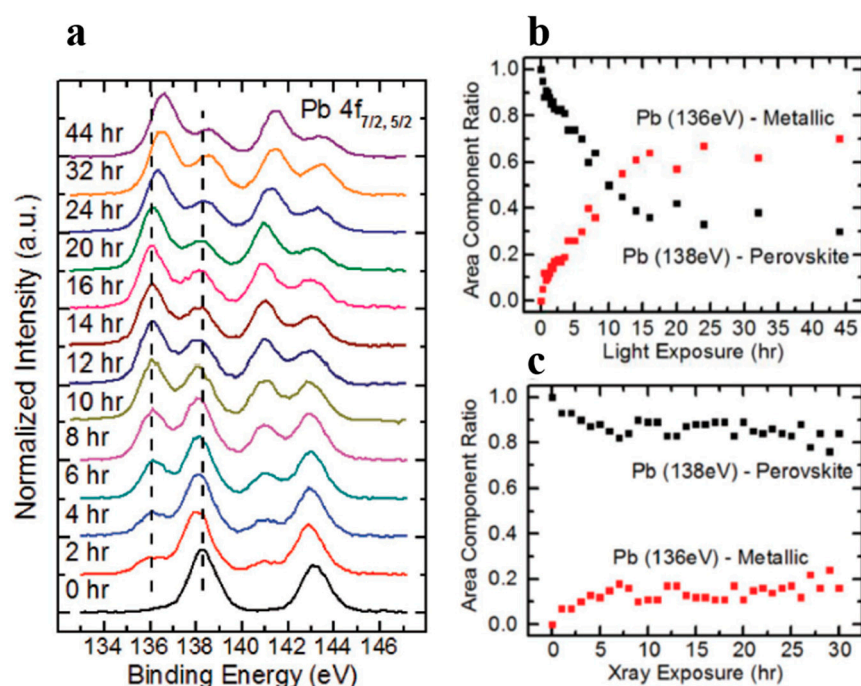 a
Pb 4f7/2, 5/2
44 hr
32 hr
24 hr
20 hr
16 hr
14 hr
12 hr
10 hr
8 hr
6 hr
4 hr
2 hr
0 hr
Normalized Intensity (a.u.)
134 136 138 140 142 144 146
Binding Energy (eV)
b
1.0
0.8
0.6
0.4
0.2
0.0
Area Component Ratio
Pb (136eV) - Metallic
Pb (138eV) - Perovskite
0 5 10 15 20 25 30 35 40 45
Light Exposure (hr)
c
1.0
0.8
0.6
0.4
0.2
0.0
Area Component Ratio
Pb (138eV) - Perovskite
Pb (136eV) - Metallic
0 5 10 15 20 25 30
Xray Exposure (hr)